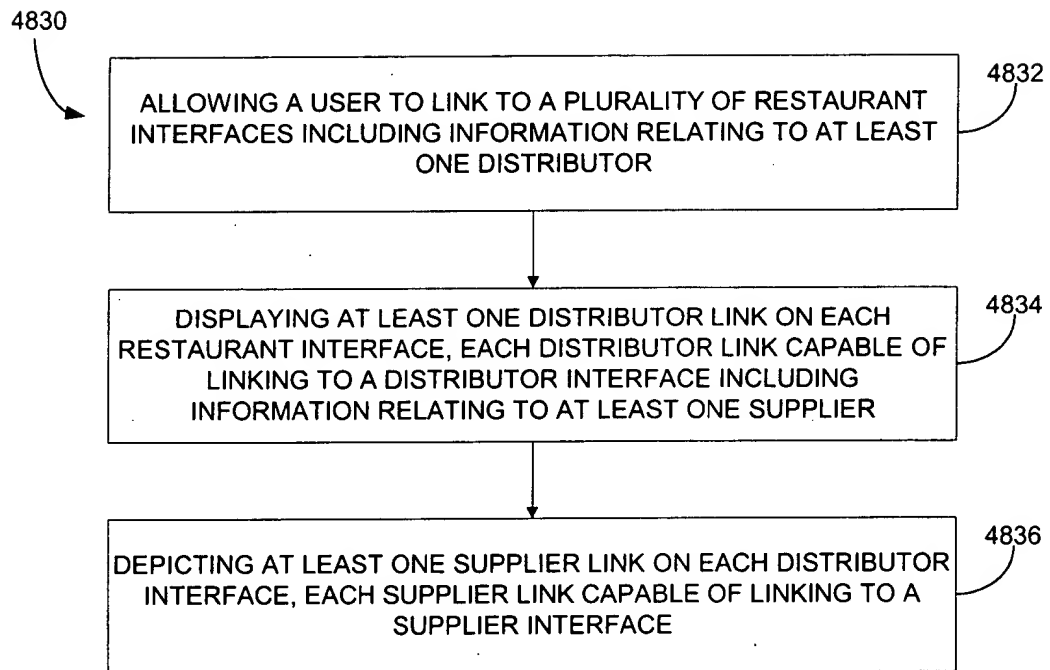 4830
ALLOWING A USER TO LINK TO A PLURALITY OF RESTAURANT
INTERFACES INCLUDING INFORMATION RELATING TO AT LEAST
ONE DISTRIBUTOR
4832
DISPLAYING AT LEAST ONE DISTRIBUTOR LINK ON EACH
RESTAURANT INTERFACE, EACH DISTRIBUTOR LINK CAPABLE OF
LINKING TO A DISTRIBUTOR INTERFACE INCLUDING
INFORMATION RELATING TO AT LEAST ONE SUPPLIER
4834
DEPICTING AT LEAST ONE SUPPLIER LINK ON EACH DISTRIBUTOR
INTERFACE, EACH SUPPLIER LINK CAPABLE OF LINKING TO A
SUPPLIER INTERFACE
4836